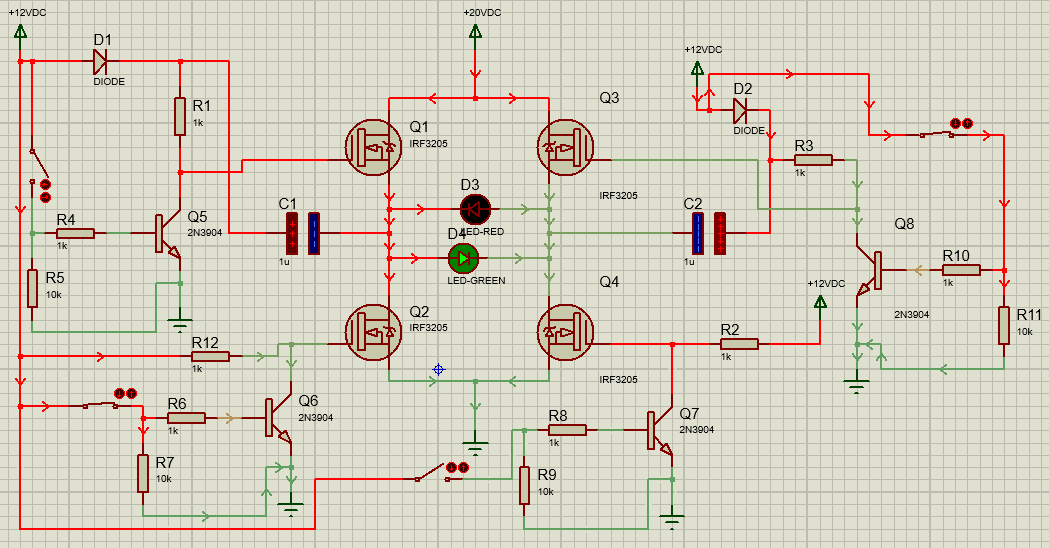 +12VDC
+20VDC
D1
DIODE
+12VDC
D2
DIODE
R1
1k
Q1
IRF3205
Q3
IRF3205
R3
1k
D3
LED-RED
D4
LED-GREEN
C1
1u
C2
1u
R4
1k
Q5
2N3904
R5
10k
Q8
2N3904
R10
1k
R11
10k
Q2
IRF3205
Q4
IRF3205
+12VDC
R2
1k
R12
1k
R6
1k
Q6
2N3904
R7
10k
R8
1k
Q7
2N3904
R9
10k